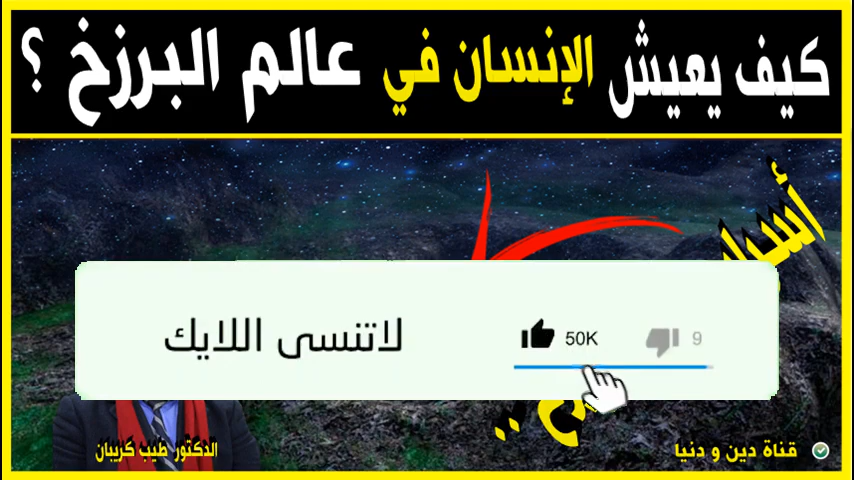 كيف يعيش الإنسان في عالم البرزخ ؟
لاتنسى اللايك
50K
9
الدكتور طيب كريبان
قناة دين و دنيا